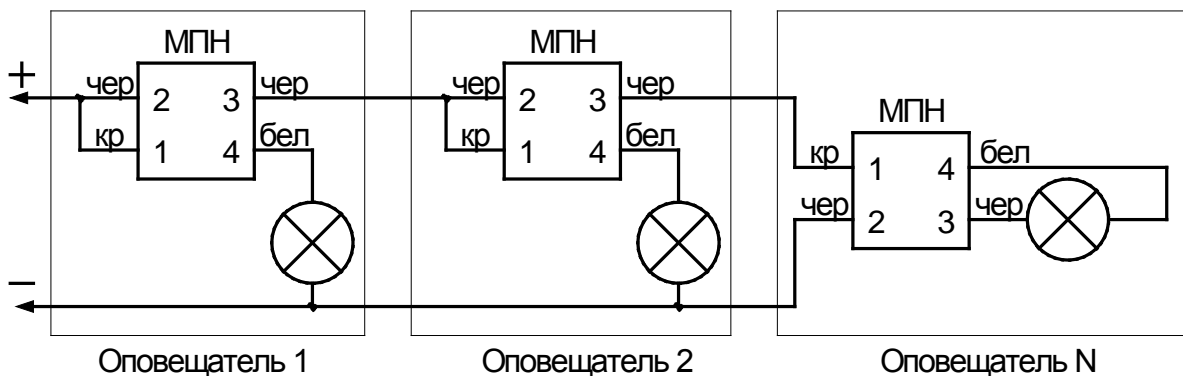 МПН
+ чер 2 3 чер
кр 1 4 бел
–
Оповещатель 1
МПН
чер 2 3 чер
кр 1 4 бел
Оповещатель 2
МПН
кр 1 4 бел
чер 2 3 чер
Оповещатель N